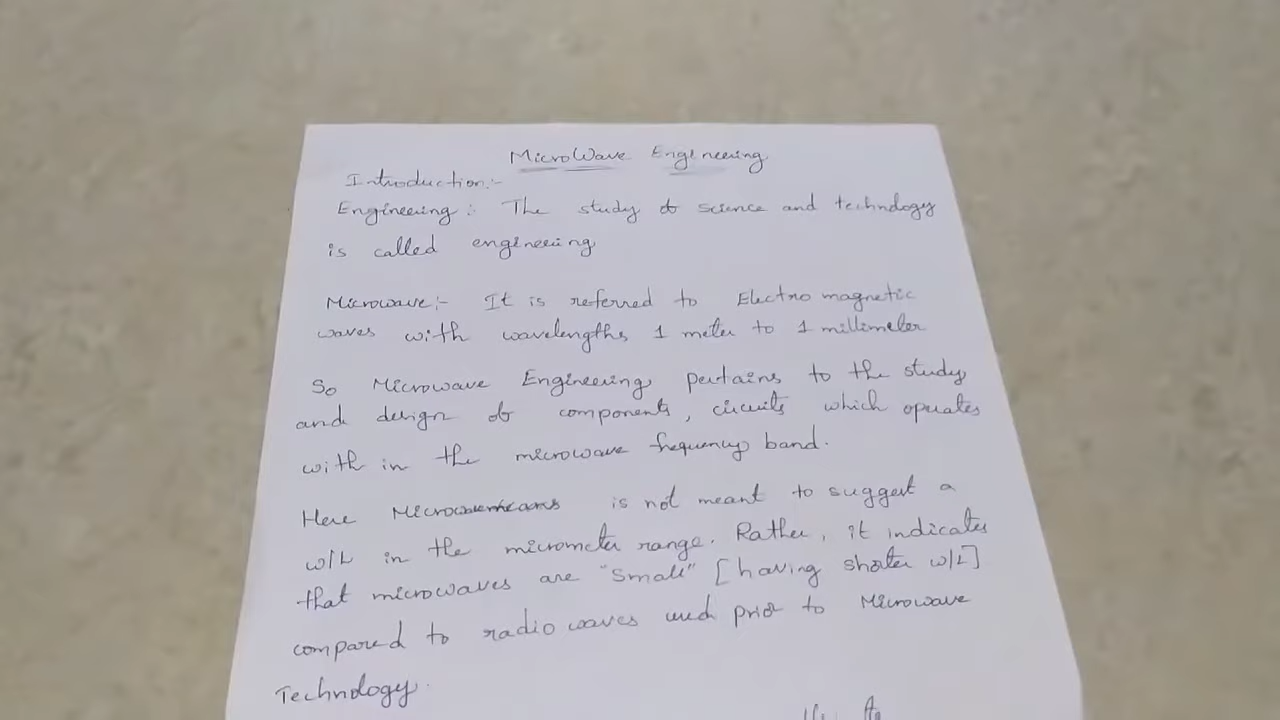 MicroWave Engineering
Introduction:-
Engineering:- The study of science and technology
is called engineering
Microwave:- It is referred to Electro magnetic
waves with wavelengths 1 meter to 1 millimeter
So Microwave Engineering pertains to the study
and design of components, circuits which operates
with in the microwave frequency band.
Here Microwave means is not meant to suggest a
w/L in the micrometer range. Rather, it indicates
that microwaves are "Small" [having shorter w/L]
compared to radio waves used prior to Microwave
Technology.